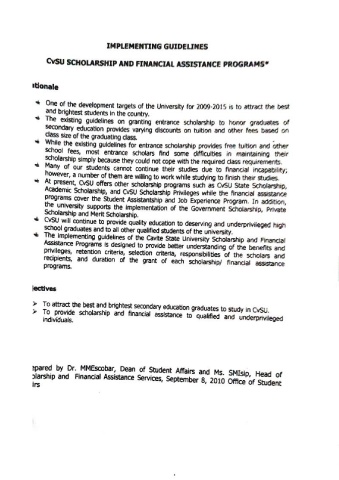 IMPLEMENTING GUIDELINES
CvSU SCHOLARSHIP AND FINANCIAL ASSISTANCE PROGRAMS*
itionale
One of the development targets of the University for 2009-2015 is to attract the best
and brightest students in the country.
The existing guidelines on granting entrance scholarship to honor graduates of
secondary education provides varying discounts on tuition and other fees based on
class size of the graduating class.
While the existing guidelines for entrance scholarship provides free tuition and other
school fees, most entrance scholars find some difficulties in maintaining their
scholarship simply because they could not cope with the required class requirements.
Many of our students cannot continue their studies due to financial incapability;
however, a number of them are willing to work while studying to finish their studies.
At present, CvSU offers other scholarship programs such as CvSU State Scholarship,
Academic Scholarship, and CvSU Scholarship Privileges while the financial assistance
programs cover the Student Assistantship and Job Experience Program. In addition,
the university supports the implementation of the Government Scholarship, Private
Scholarship and Merit Scholarship.
CvSU will continue to provide quality education to deserving and underprivileged high
school graduates and to all other qualified students of the university.
The implementing guidelines of the Cavite State University Scholarship and Financial
Assistance Programs is designed to provide better understanding of the benefits and
privileges, retention criteria, selection criteria, responsibilities of the scholars and
recipients, and duration of the grant of each scholarship/ financial assistance
programs.
jectives
➢ To attract the best and brightest secondary education graduates to study in CvSU.
➢ To provide scholarship and financial assistance to qualified and underprivileged
individuals.
epared by Dr. MMEscobar, Dean of Student Affairs and Ms. SMIsip, Head of
olarship and Financial Assistance Services, September 8, 2010 Office of Student
irs